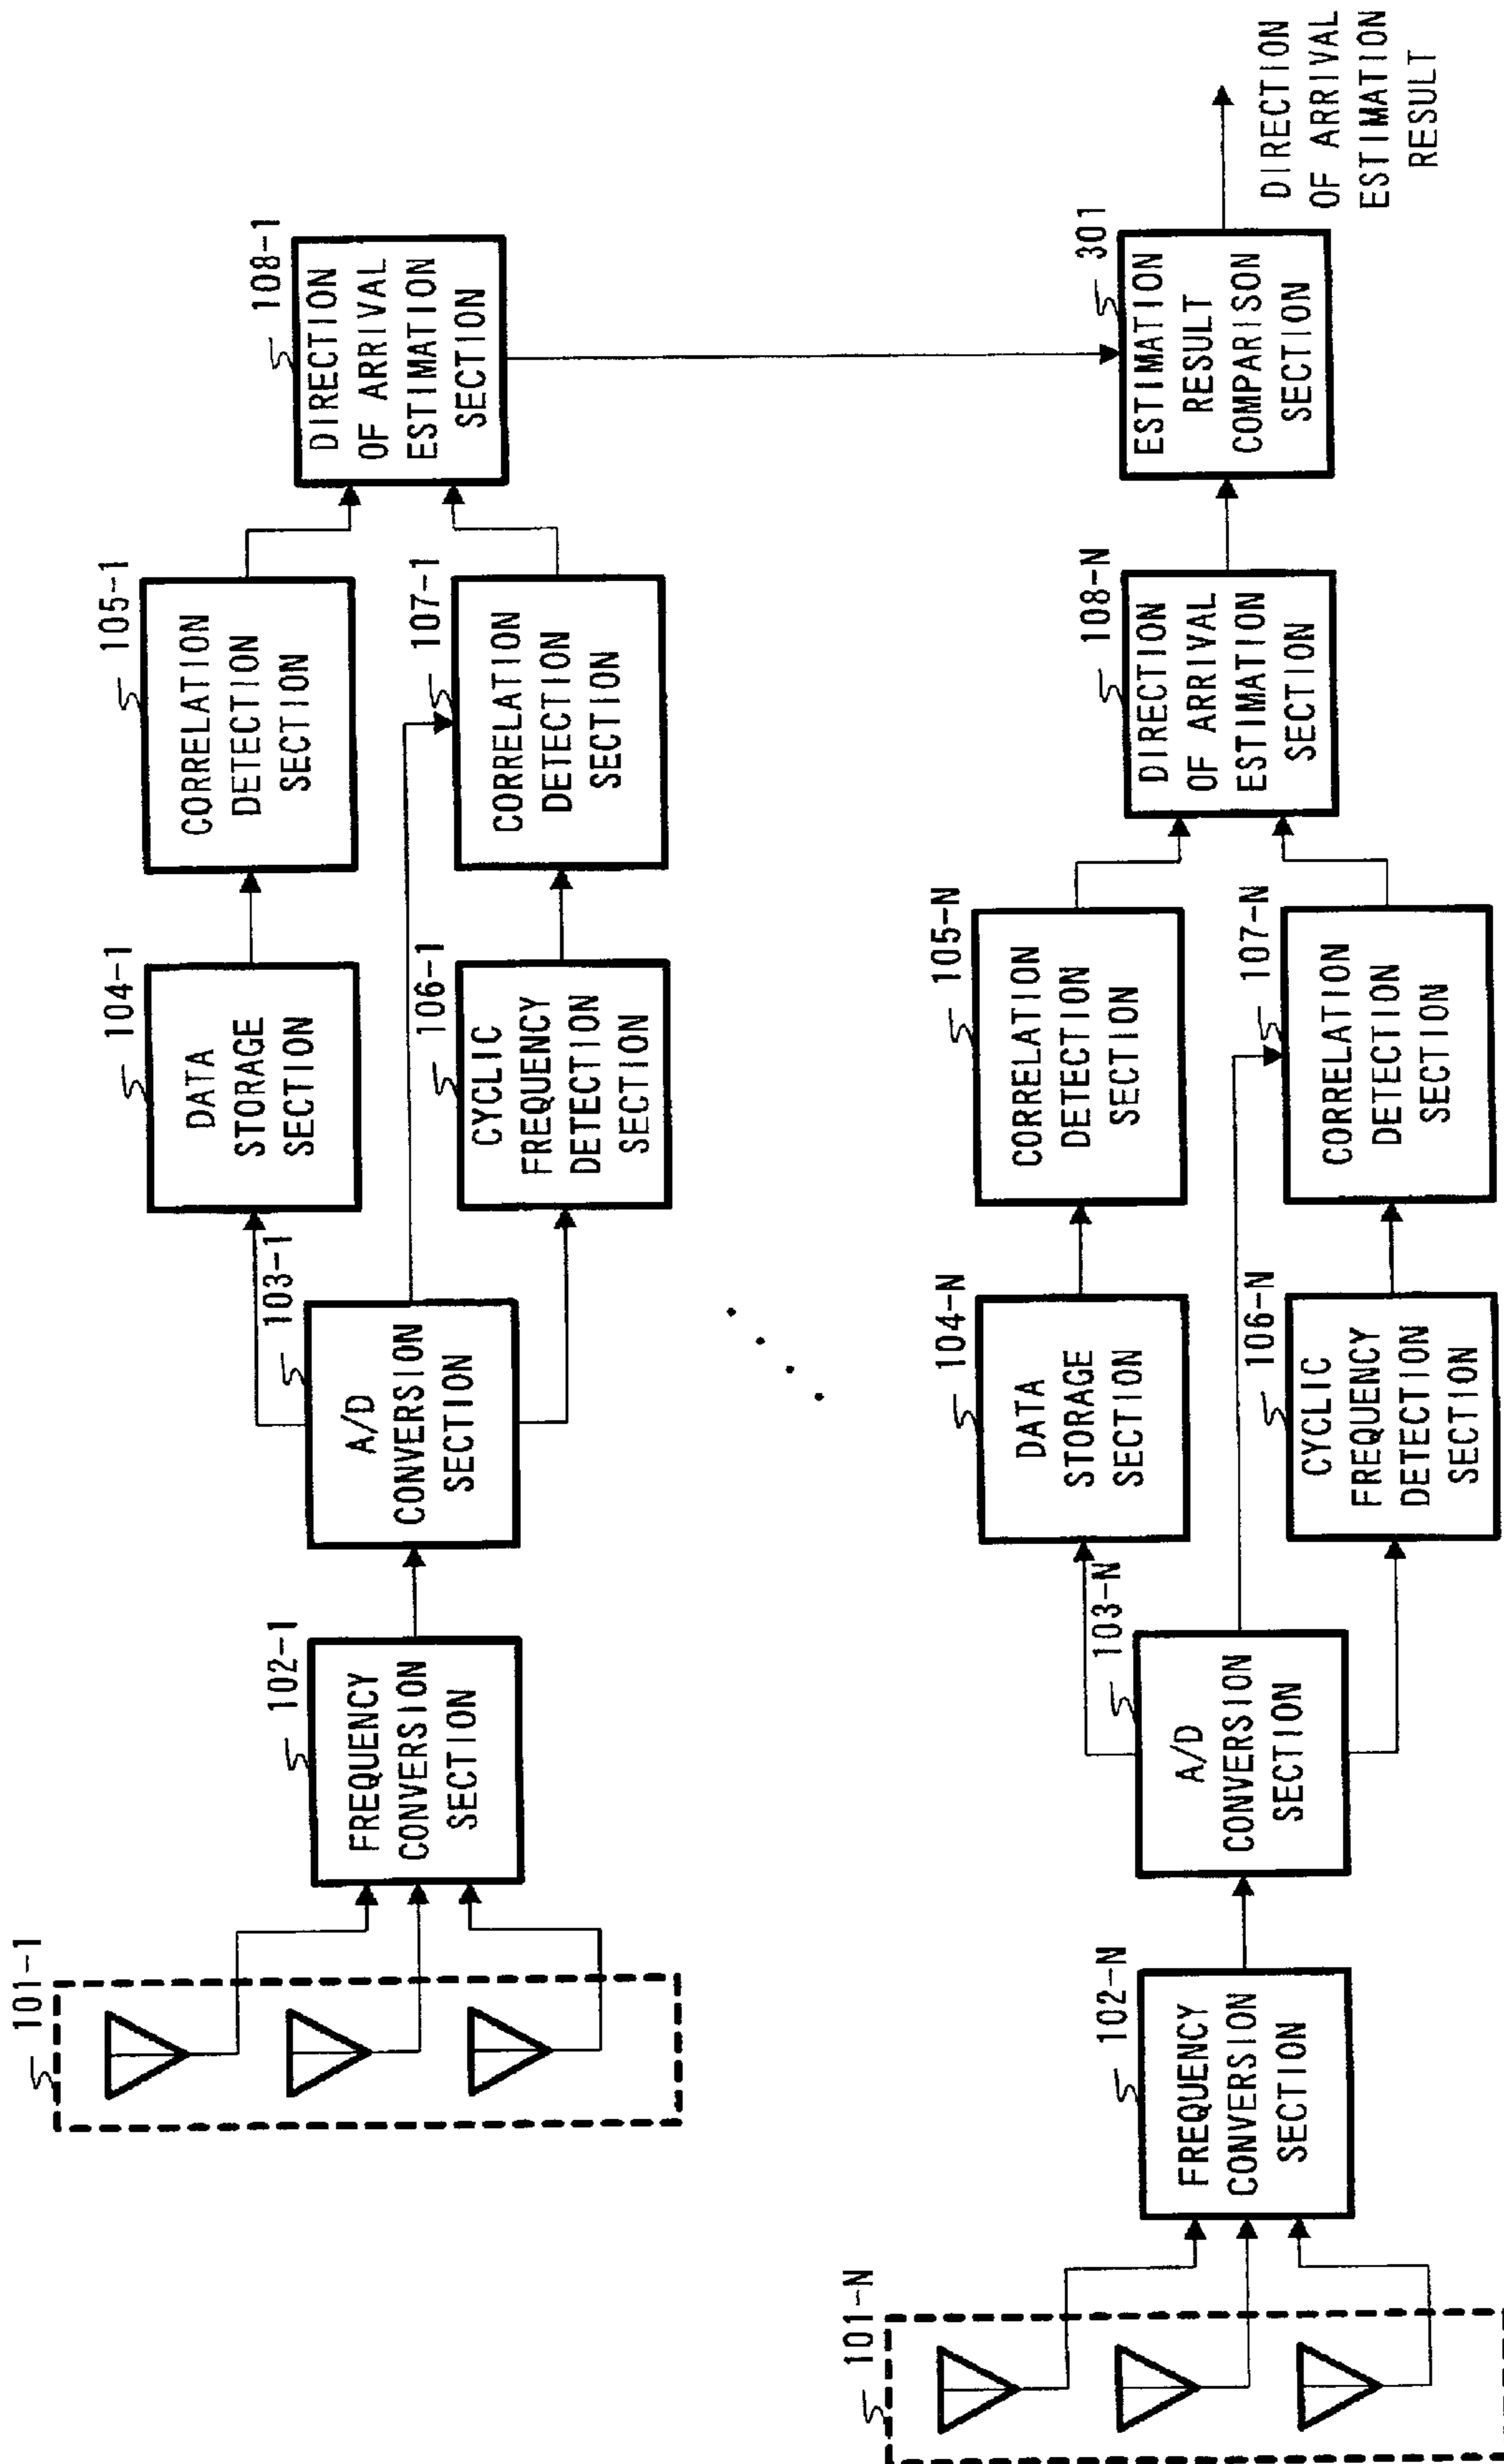 101-1
102-1
FREQUENCY
CONVERSION
SECTION
103-1
A/D
CONVERSION
SECTION
104-1
DATA
STORAGE
SECTION
105-1
CORRELATION
DETECTION
SECTION
106-1
CYCLIC
FREQUENCY
DETECTION
SECTION
107-1
CORRELATION
DETECTION
SECTION
108-1
DIRECTION
OF ARRIVAL
ESTIMATION
SECTION
101-N
102-N
FREQUENCY
CONVERSION
SECTION
103-N
A/D
CONVERSION
SECTION
104-N
DATA
STORAGE
SECTION
105-N
CORRELATION
DETECTION
SECTION
106-N
CYCLIC
FREQUENCY
DETECTION
SECTION
107-N
CORRELATION
DETECTION
SECTION
108-N
DIRECTION
OF ARRIVAL
ESTIMATION
SECTION
301
ESTIMATION
RESULT
COMPARISON
SECTION
DIRECTION
OF ARRIVAL
ESTIMATION
RESULT